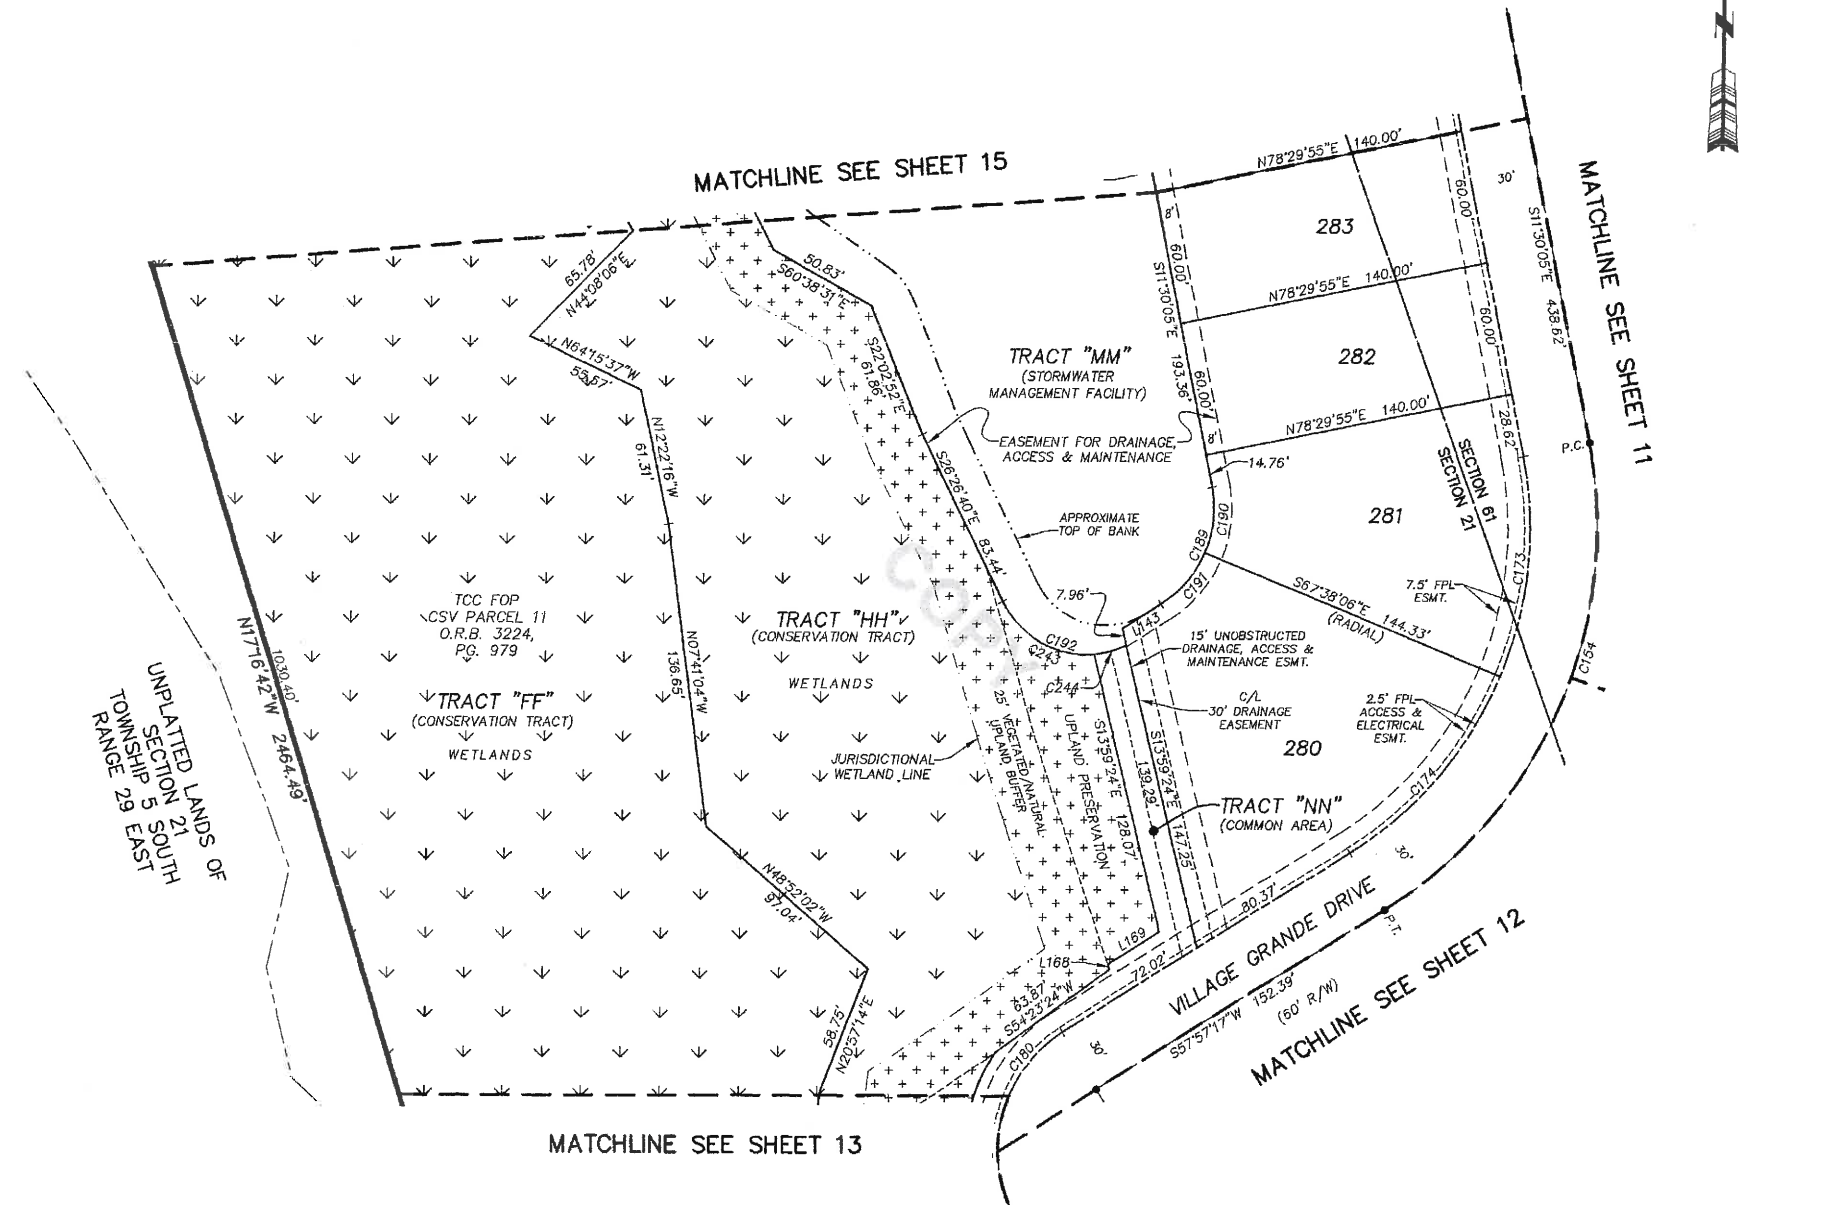 N
MATCHLINE SEE SHEET 15
MATCHLINE SEE SHEET 11
N78°29'55"E 140.00'
60.00'
30'
S11°30'05"E 438.62'
283
8'
60.00'
S11°30'05"E 193.36'
N78°29'55"E 140.00'
60.00'
282
60.00'
N78°29'55"E 140.00'
28.62'
8'
14.76'
P.C.
SECTION 61
SECTION 21
281
65.78'
N44°08'06"E
N64°15'37"W
55.57'
N12°22'16"W
61.31'
50.83'
S60°38'31"E
S22°02'52"E
61.86'
S26°26'40"E 83.44'
TRACT "MM"
(STORMWATER
MANAGEMENT FACILITY)
EASEMENT FOR DRAINAGE,
ACCESS & MAINTENANCE
APPROXIMATE
TOP OF BANK
C190
C189
C191
7.96'
L143
C192
C243
C244
S67°38'06"E 144.33'
(RADIAL)
7.5' FPL
ESMT.
C173
C154
15' UNOBSTRUCTED
DRAINAGE, ACCESS &
MAINTENANCE ESMT.
C/L
30' DRAINAGE
EASEMENT
2.5' FPL
ACCESS &
ELECTRICAL
ESMT.
280
C174
TCC FOP
CSV PARCEL 11
O.R.B. 3224,
PG. 979
TRACT "FF"
(CONSERVATION TRACT)
WETLANDS
TRACT "HH"
(CONSERVATION TRACT)
WETLANDS
COPY
N07°41'04"W
136.65'
N17°16'42"W 2464.49'
1030.40'
UNPLATTED LANDS OF
SECTION 21
TOWNSHIP 5 SOUTH
RANGE 29 EAST
JURISDICTIONAL
WETLAND LINE
25' VEGETATED/NATURAL
UPLAND BUFFER
UPLAND PRESERVATION
S13°59'24"E 128.07'
139.29'
S13°59'24"E 147.25'
TRACT "NN"
(COMMON AREA)
N48°52'02"W
97.04'
58.75'
N20°57'14"E
L169
L168
63.87'
S54°23'24"W
72.02'
80.37'
30'
C180
30'
VILLAGE GRANDE DRIVE
P.T.
S57°57'17"W 152.39'
(60' R/W)
MATCHLINE SEE SHEET 12
MATCHLINE SEE SHEET 13